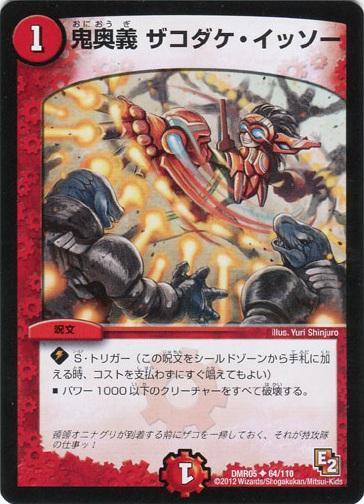 1
おにおうぎ
鬼奥義 ザコダケ・イッソー
illus. Yuri Shinjuro
呪文
S・トリガー（この呪文をシールドゾーンから手札に加
える時、コストを支払わずにすぐ唱えてもよい）
■ パワー1000以下のクリーチャーをすべて破壊する。
頭領オニナグリが到着する前にザコを一掃しておく、それが特攻隊
の仕事ッ！
1
DMR05 ◆ 64/110
©2012 Wizards/Shogakukan/Mitsui-Kids
E2